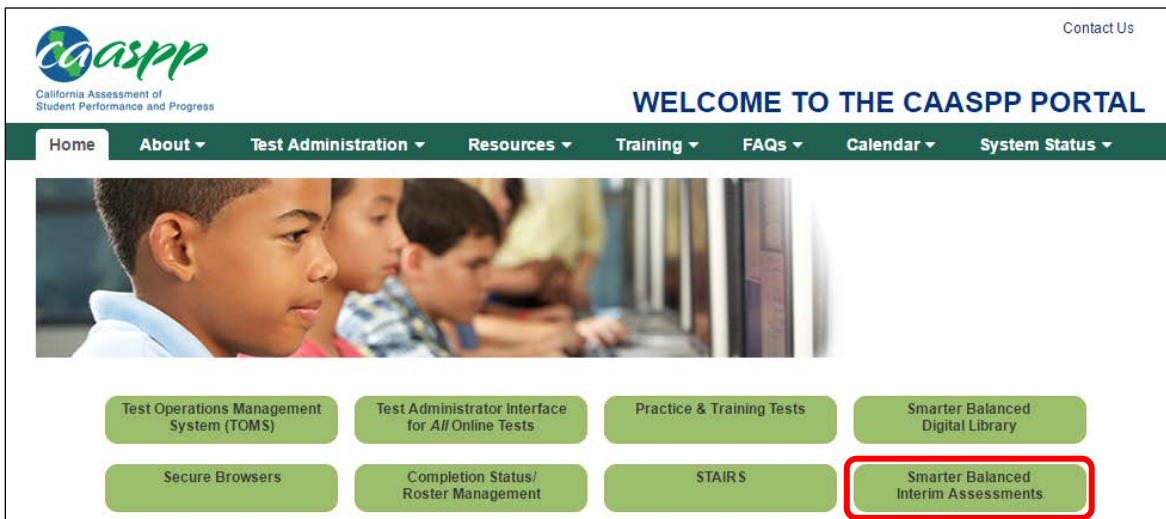 Contact Us
caaspp
California Assessment of
Student Performance and Progress
WELCOME TO THE CAASPP PORTAL
Home About Test Administration Resources Training FAQs Calendar System Status
Test Operations Management
System (TOMS)
Test Administrator Interface
for All Online Tests
Practice & Training Tests
Smarter Balanced
Digital Library
Secure Browsers
Completion Status/
Roster Management
STAIRS
Smarter Balanced
Interim Assessments